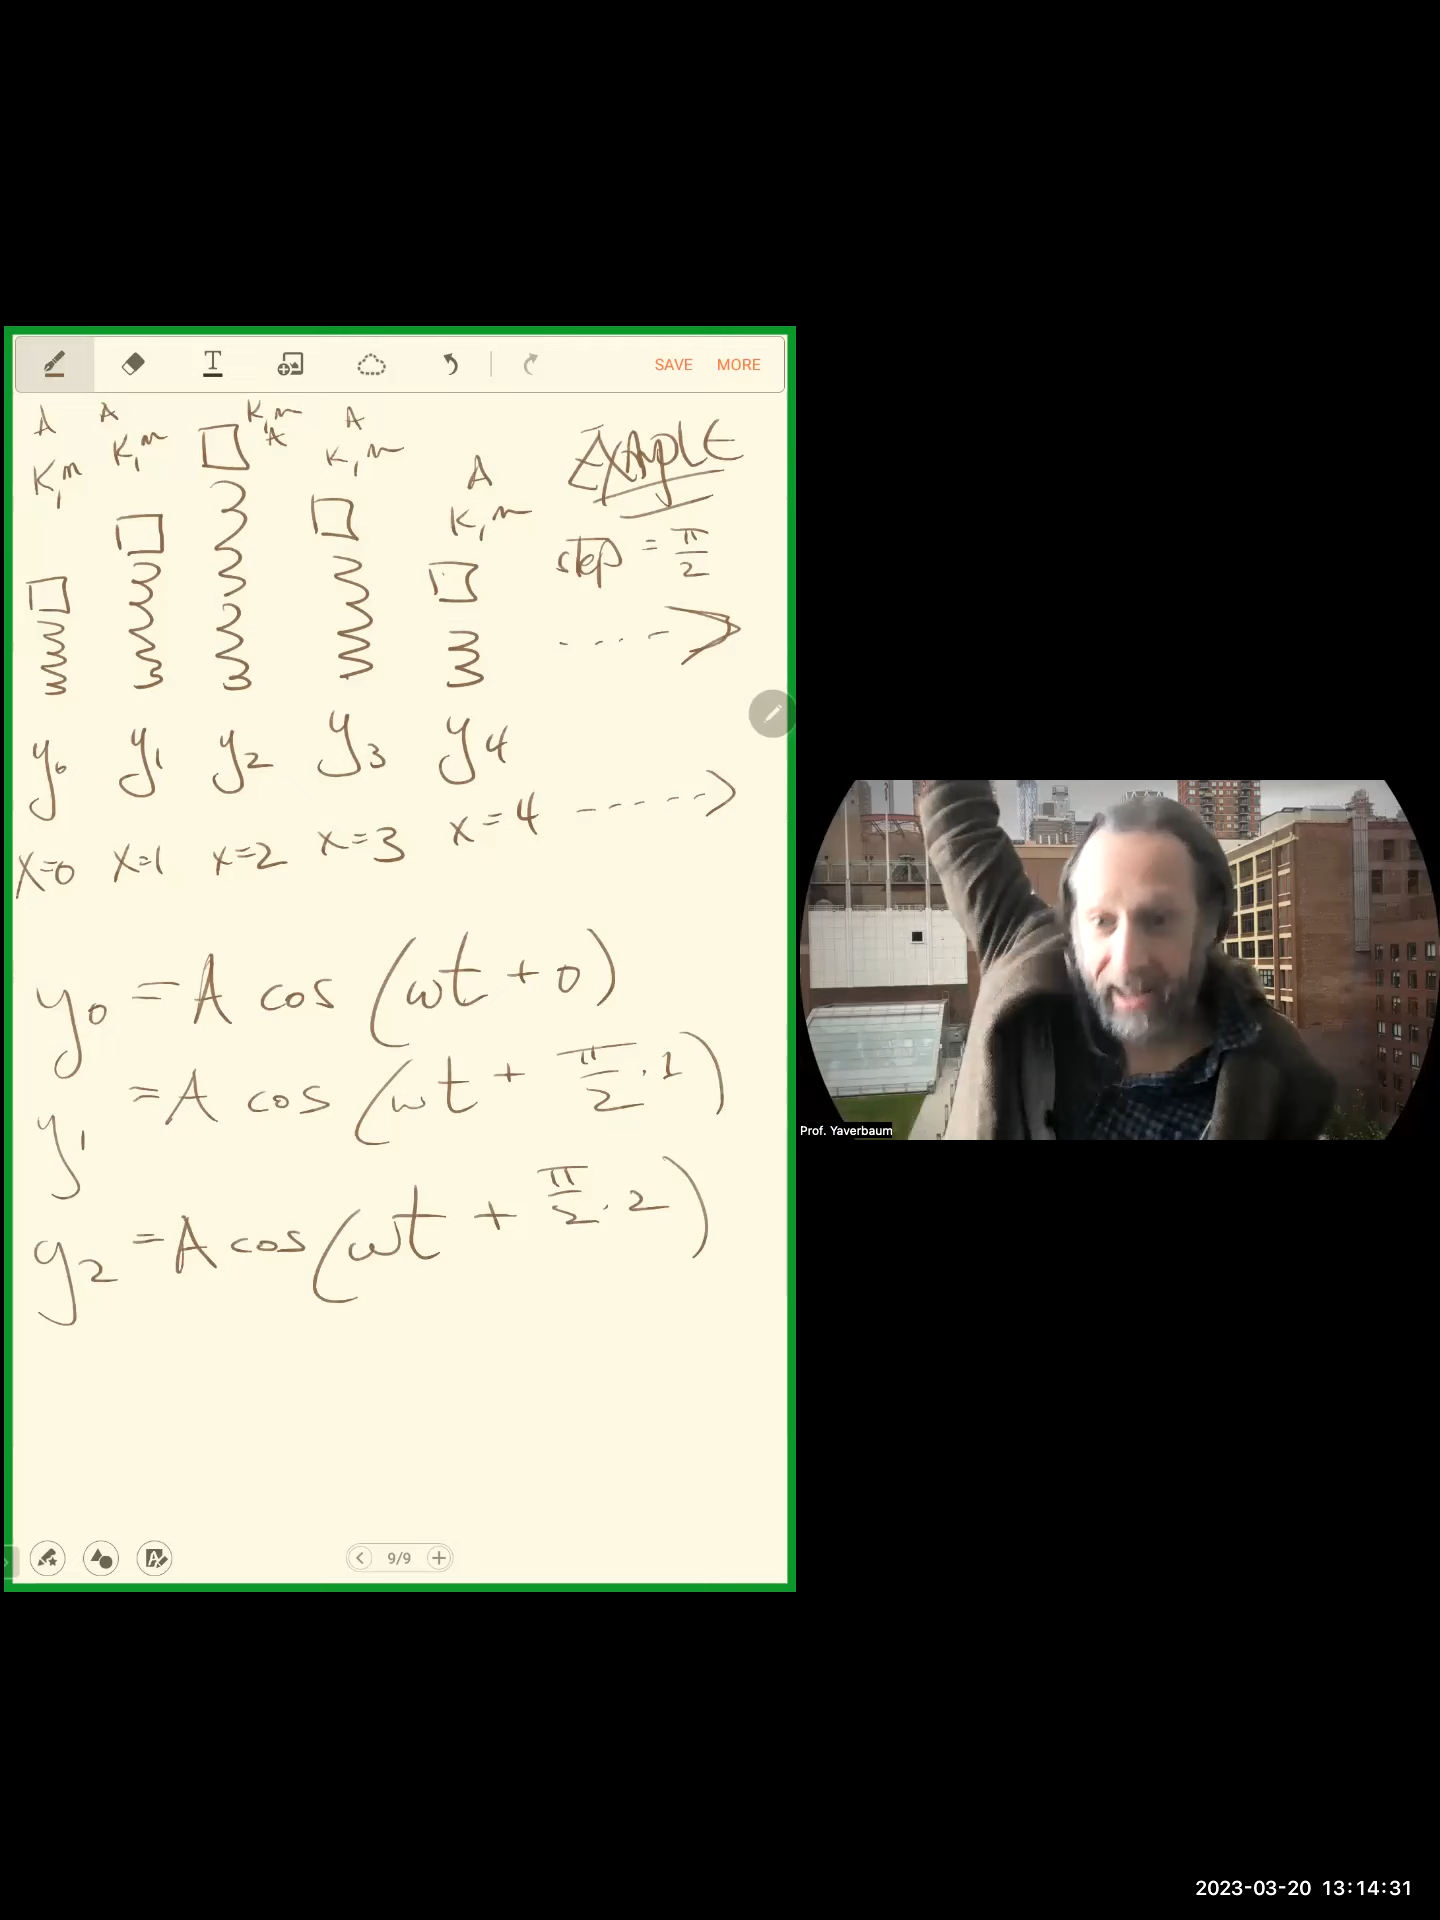 T SAVE MORE
A A K,m A A
K,m K,m K,m A
K,m
EXAPLE
step = π/2
y₀ y₁ y₂ y₃ y₄
x=0 x=1 x=2 x=3 x=4 ----->
y₀ = A cos (ωt + 0)
y₁ = A cos (ωt + π/2 · 1)
y₂ = A cos (ωt + π/2 · 2)
Prof. Yaverbaum
A 9/9
2023-03-20 13:14:31